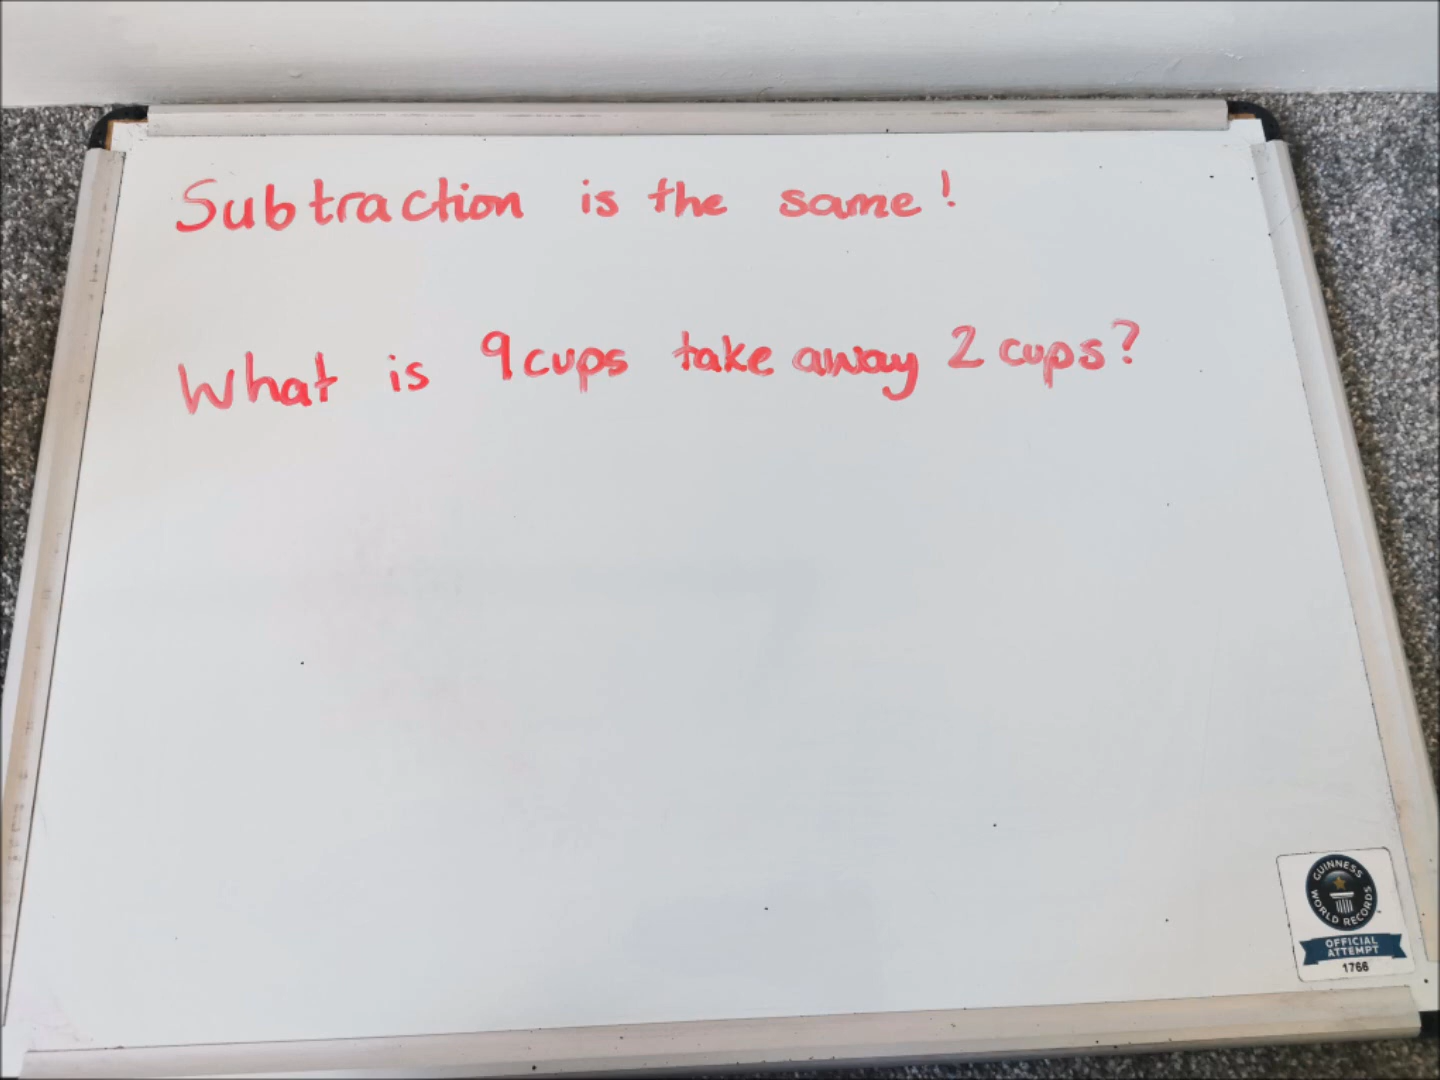 Subtraction is the same!
What is 9 cups take away 2 cups?
GUINNESS
WORLD RECORDS
OFFICIAL
ATTEMPT
1766